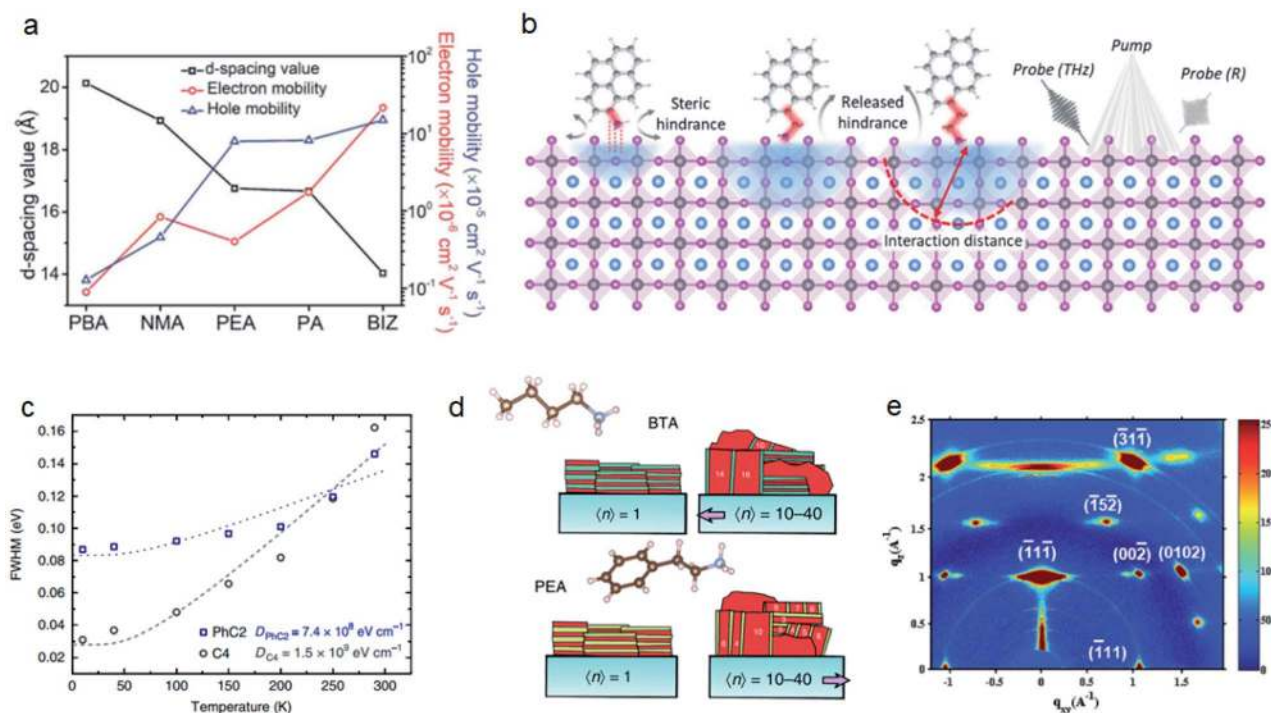 a
d-spacing value
Electron mobility
Hole mobility
d-spacing value (Å)
20
18
16
14
PBA
NMA
PEA
PA
BIZ
10²
10¹
10⁰
10⁻¹
Electron mobility (×10⁻⁶ cm² V⁻¹ s⁻¹)
Hole mobility (×10⁻⁵ cm² V⁻¹ s⁻¹)
b
Steric
hindrance
Released
hindrance
Probe (THz)
Pump
Probe (R)
Interaction distance
c
FWHM (eV)
0.16
0.14
0.12
0.10
0.08
0.06
0.04
0.02
PhC2 D_PhC2 = 7.4 × 10⁸ eV cm⁻¹
C4 D_C4 = 1.5 × 10⁹ eV cm⁻¹
0 50 100 150 200 250 300
Temperature (K)
d
BTA
14
18
10
⟨n⟩ = 1
⟨n⟩ = 10–40
PEA
⟨n⟩ = 1
⟨n⟩ = 10–40
e
2.5
2
1.5
1
0.5
0
(3̅11̅)
(1̅52̅)
(1̅11̅)
(002̅)
(0102)
(1̅11)
-1 -0.5 0 0.5 1 1.5
q_xy(A⁻¹)
25
20
15
10
50
0